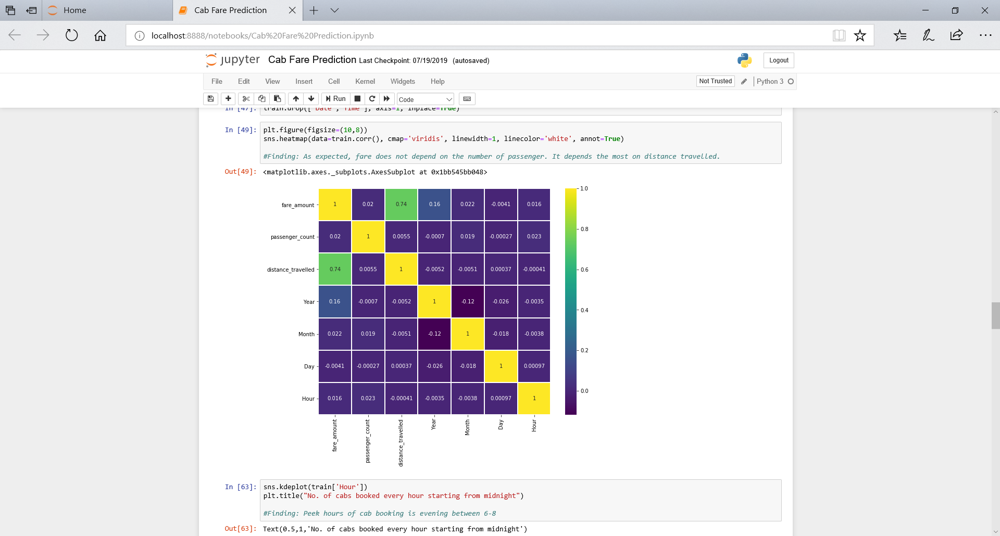 Home
Cab Fare Prediction
localhost:8888/notebooks/Cab%20Fare%20Prediction.ipynb
jupyter Cab Fare Prediction Last Checkpoint: 07/19/2019 (autosaved)
Logout
File Edit View Insert Cell Kernel Widgets Help
Not Trusted Python 3
Run Code
In [47]: train.drop(['Date', 'Time'], axis=1, inplace=True)
In [49]: plt.figure(figsize=(10,8))
sns.heatmap(data=train.corr(), cmap='viridis', linewidth=1, linecolor='white', annot=True)
#Finding: As expected, fare does not depend on the number of passenger. It depends the most on distance travelled.
Out[49]: <matplotlib.axes._subplots.AxesSubplot at 0x1bb545bb048>
fare_amount 1 0.02 0.74 0.16 0.022 -0.0041 0.016
passenger_count 0.02 1 0.0055 -0.0007 0.019 -0.00027 0.023
distance_travelled 0.74 0.0055 1 -0.0052 -0.0051 0.00037 -0.00041
Year 0.16 -0.0007 -0.0052 1 -0.12 -0.026 -0.0035
Month 0.022 0.019 -0.0051 -0.12 1 -0.018 -0.0038
Day -0.0041 -0.00027 0.00037 -0.026 -0.018 1 0.00097
Hour 0.016 0.023 -0.00041 -0.0035 -0.0038 0.00097 1
fare_amount passenger_count distance_travelled Year Month Day Hour
1.0
0.8
0.6
0.4
0.2
0.0
In [63]: sns.kdeplot(train['Hour'])
plt.title("No. of cabs booked every hour starting from midnight")
#Finding: Peek hours of cab booking is evening between 6-8
Out[63]: Text(0.5,1,'No. of cabs booked every hour starting from midnight')